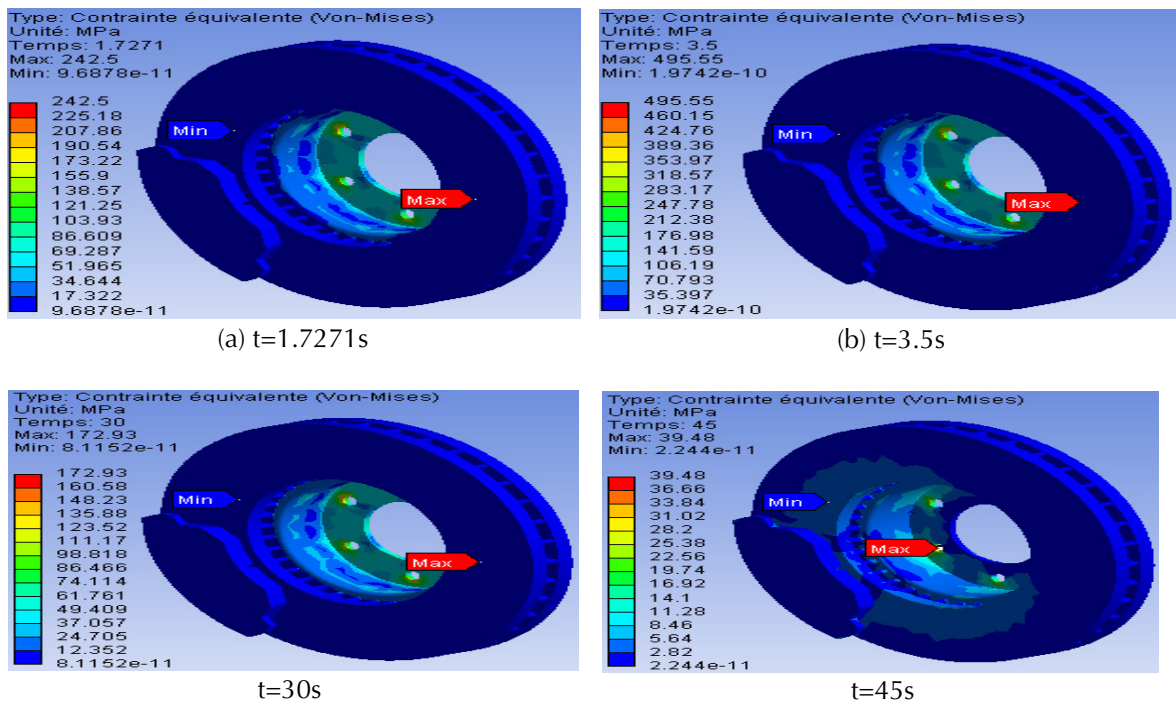 Type: Contrainte équivalente (Von-Mises)
Unité: MPa
Temps: 1.7271
Max: 242.5
Min: 9.6878e-11
242.5
225.18
207.86
190.54
173.22
155.9
138.57
121.25
103.93
86.609
69.287
51.965
34.644
17.322
9.6878e-11
Min
Max
(a) t=1.7271s
Type: Contrainte équivalente (Von-Mises)
Unité: MPa
Temps: 3.5
Max: 495.55
Min: 1.9742e-10
495.55
460.15
424.76
389.36
353.97
318.57
283.17
247.78
212.38
176.98
141.59
106.19
70.793
35.397
1.9742e-10
Min
Max
(b) t=3.5s
Type: Contrainte équivalente (Von-Mises)
Unité: MPa
Temps: 30
Max: 172.93
Min: 8.1152e-11
172.93
160.58
148.23
135.88
123.52
111.17
98.818
86.466
74.114
61.761
49.409
37.057
24.705
12.352
8.1152e-11
Min
Max
t=30s
Type: Contrainte équivalente (Von-Mises)
Unité: MPa
Temps: 45
Max: 39.48
Min: 2.244e-11
39.48
36.66
33.84
31.02
28.2
25.38
22.56
19.74
16.92
14.1
11.28
8.46
5.64
2.82
2.244e-11
Min
Max
t=45s